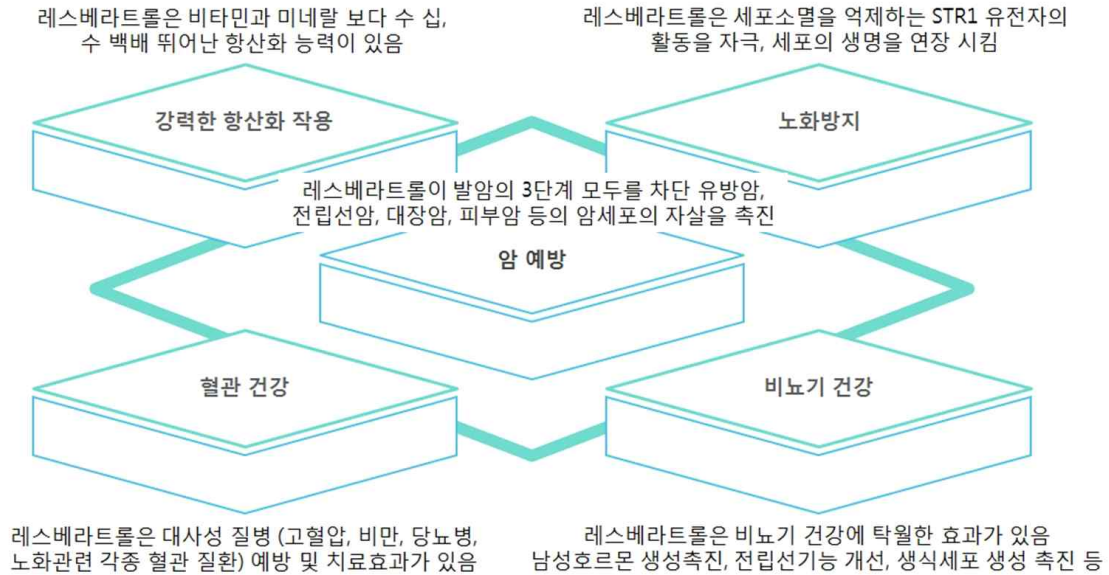 레스베라트롤은 비타민과 미네랄 보다 수 십,
수 백배 뛰어난 항산화 능력이 있음
강력한 항산화 작용
레스베라트롤은 세포소멸을 억제하는 STR1 유전자의
활동을 자극, 세포의 생명을 연장 시킴
노화방지
레스베라트롤이 발암의 3단계 모두를 차단 유방암,
전립선암, 대장암, 피부암 등의 암세포의 자살을 촉진
암 예방
혈관 건강
레스베라트롤은 대사성 질병 (고혈압, 비만, 당뇨병,
노화관련 각종 혈관 질환) 예방 및 치료효과가 있음
비뇨기 건강
레스베라트롤은 비뇨기 건강에 탁월한 효과가 있음
남성호르몬 생성촉진, 전립선기능 개선, 생식세포 생성 촉진 등